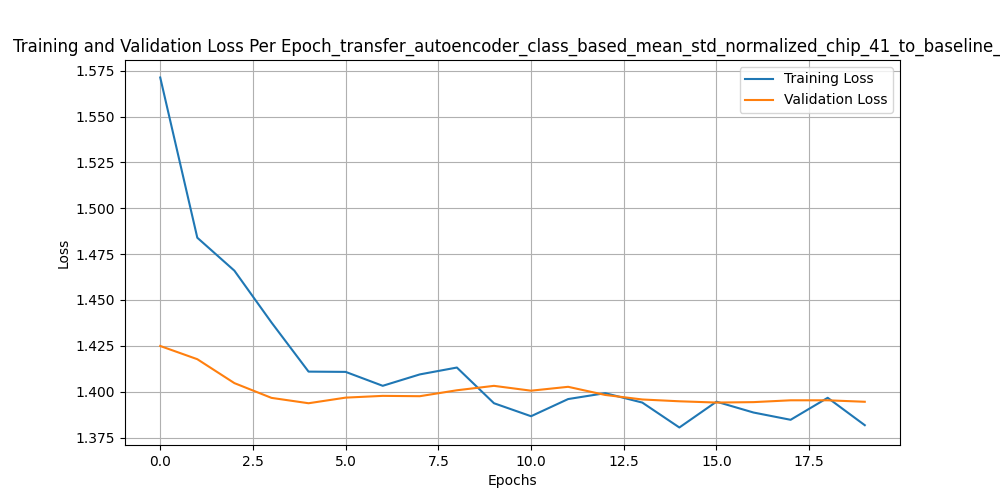 Training and Validation Loss Per Epoch_transfer_autoencoder_class_based_mean_std_normalized_chip_41_to_baseline_
Training Loss
Validation Loss
1.575
1.550
1.525
1.500
1.475
1.450
1.425
1.400
1.375
Loss
0.0 2.5 5.0 7.5 10.0 12.5 15.0 17.5
Epochs